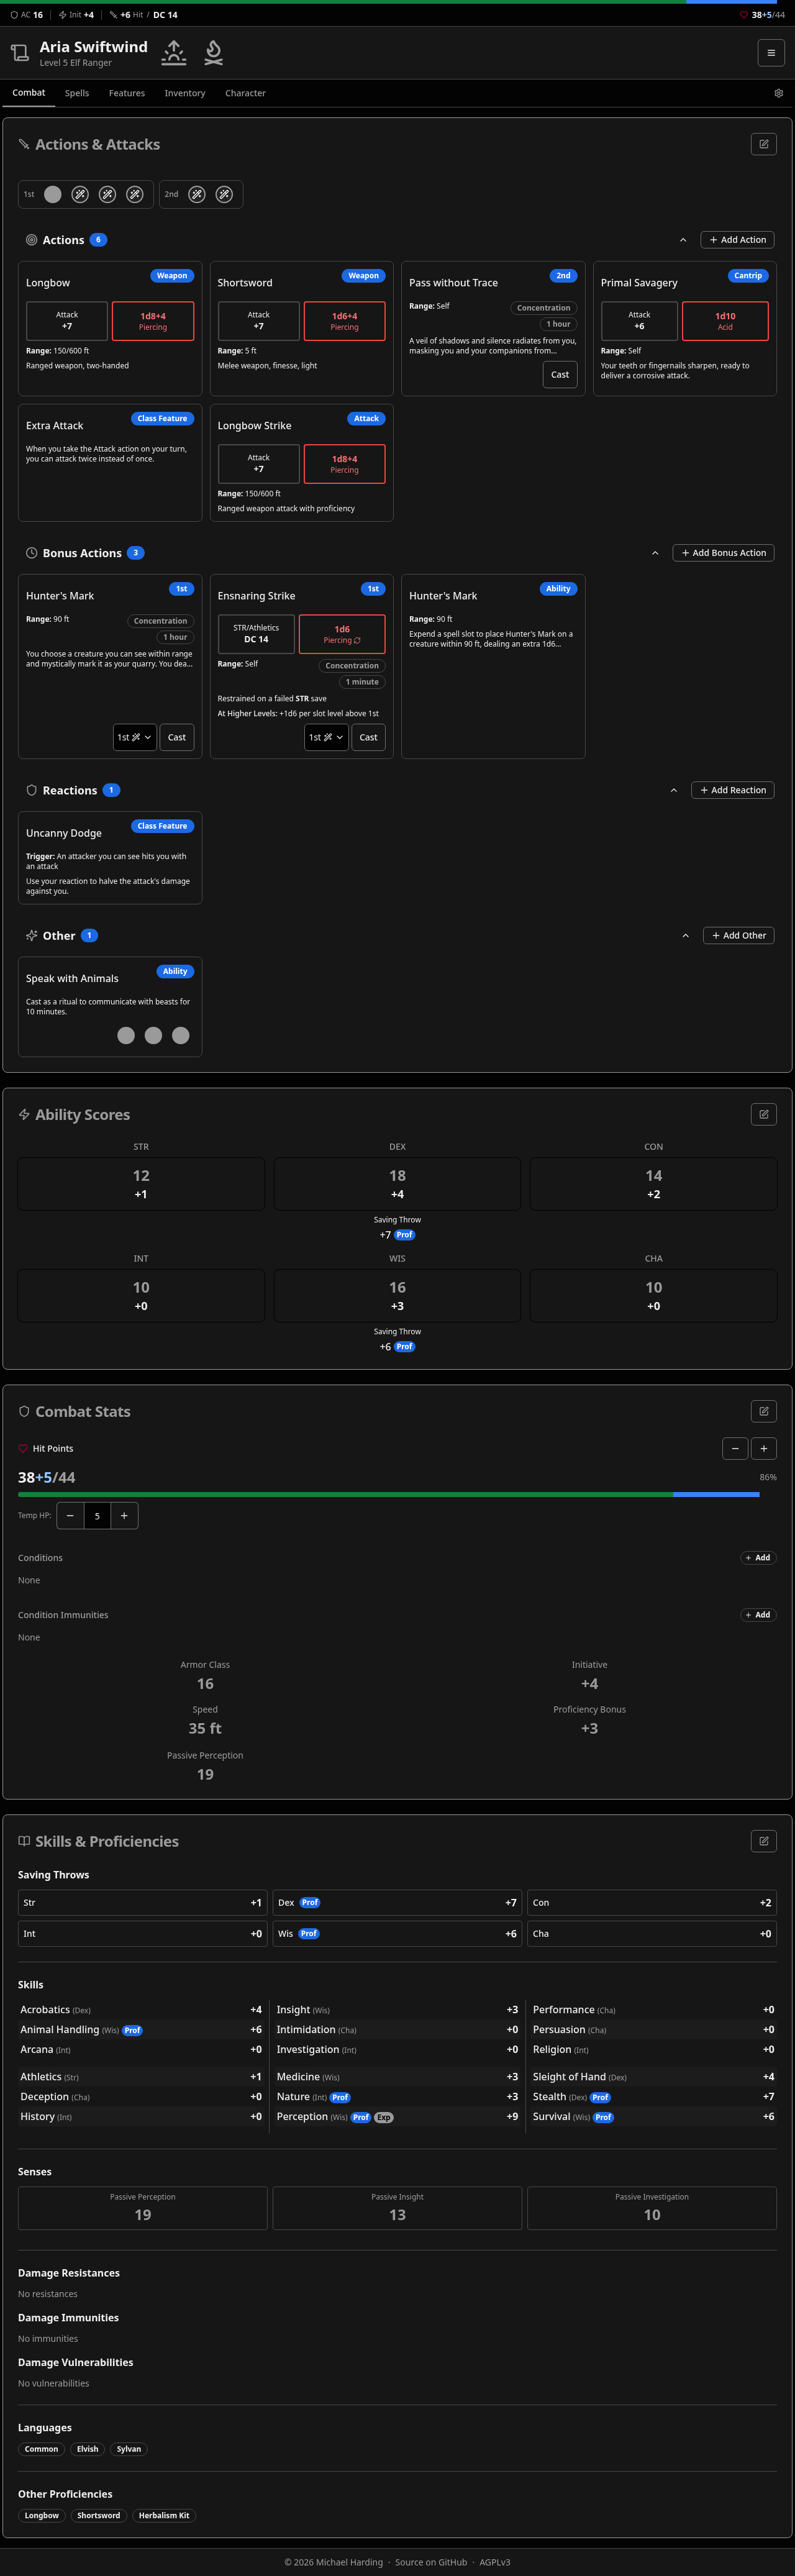 AC 16 Init +4 +6 Hit / DC 14 38+5/44
Aria Swiftwind
Level 5 Elf Ranger
Combat Spells Features Inventory Character
Actions & Attacks
1st 2nd
Actions 6 Add Action
Longbow Weapon
Attack
+7
1d8+4
Piercing
Range: 150/600 ft
Ranged weapon, two-handed
Shortsword Weapon
Attack
+7
1d6+4
Piercing
Range: 5 ft
Melee weapon, finesse, light
Pass without Trace 2nd
Range: Self Concentration
1 hour
A veil of shadows and silence radiates from you,
masking you and your companions from...
Cast
Primal Savagery Cantrip
Attack
+6
1d10
Acid
Range: Self
Your teeth or fingernails sharpen, ready to
deliver a corrosive attack.
Extra Attack Class Feature
When you take the Attack action on your turn,
you can attack twice instead of once.
Longbow Strike Attack
Attack
+7
1d8+4
Piercing
Range: 150/600 ft
Ranged weapon attack with proficiency
Bonus Actions 3 Add Bonus Action
Hunter's Mark 1st
Range: 90 ft Concentration
1 hour
You choose a creature you can see within range
and mystically mark it as your quarry. You dea...
1st Cast
Ensnaring Strike 1st
STR/Athletics
DC 14
1d6
Piercing
Range: Self Concentration
1 minute
Restrained on a failed STR save
At Higher Levels: +1d6 per slot level above 1st
1st Cast
Hunter's Mark Ability
Range: 90 ft
Expend a spell slot to place Hunter's Mark on a
creature within 90 ft, dealing an extra 1d6...
Reactions 1 Add Reaction
Uncanny Dodge Class Feature
Trigger: An attacker you can see hits you with
an attack
Use your reaction to halve the attack's damage
against you.
Other 1 Add Other
Speak with Animals Ability
Cast as a ritual to communicate with beasts for
10 minutes.
Ability Scores
STR DEX CON
12 18 14
+1 +4 +2
Saving Throw
+7 Prof
INT WIS CHA
10 16 10
+0 +3 +0
Saving Throw
+6 Prof
Combat Stats
Hit Points
38+5/44 86%
Temp HP: 5
Conditions Add
None
Condition Immunities Add
None
Armor Class Initiative
16 +4
Speed Proficiency Bonus
35 ft +3
Passive Perception
19
Skills & Proficiencies
Saving Throws
Str +1 Dex Prof +7 Con +2
Int +0 Wis Prof +6 Cha +0
Skills
Acrobatics (Dex) +4 Insight (Wis) +3 Performance (Cha) +0
Animal Handling (Wis) Prof +6 Intimidation (Cha) +0 Persuasion (Cha) +0
Arcana (Int) +0 Investigation (Int) +0 Religion (Int) +0
Athletics (Str) +1 Medicine (Wis) +3 Sleight of Hand (Dex) +4
Deception (Cha) +0 Nature (Int) Prof +3 Stealth (Dex) Prof +7
History (Int) +0 Perception (Wis) Prof Exp +9 Survival (Wis) Prof +6
Senses
Passive Perception Passive Insight Passive Investigation
19 13 10
Damage Resistances
No resistances
Damage Immunities
No immunities
Damage Vulnerabilities
No vulnerabilities
Languages
Common Elvish Sylvan
Other Proficiencies
Longbow Shortsword Herbalism Kit
© 2026 Michael Harding · Source on GitHub · AGPLv3